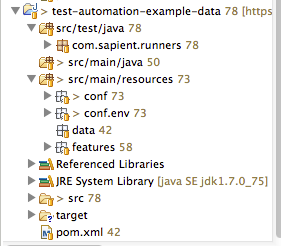 > test-automation-example-data 78 [https
src/test/java 78
com.sapient.runners 78
> src/main/java 50
src/main/resources 73
> conf 73
> conf.env 73
data 42
features 58
Referenced Libraries
JRE System Library [java SE jdk1.7.0_75]
> src 78
target
pom.xml 42